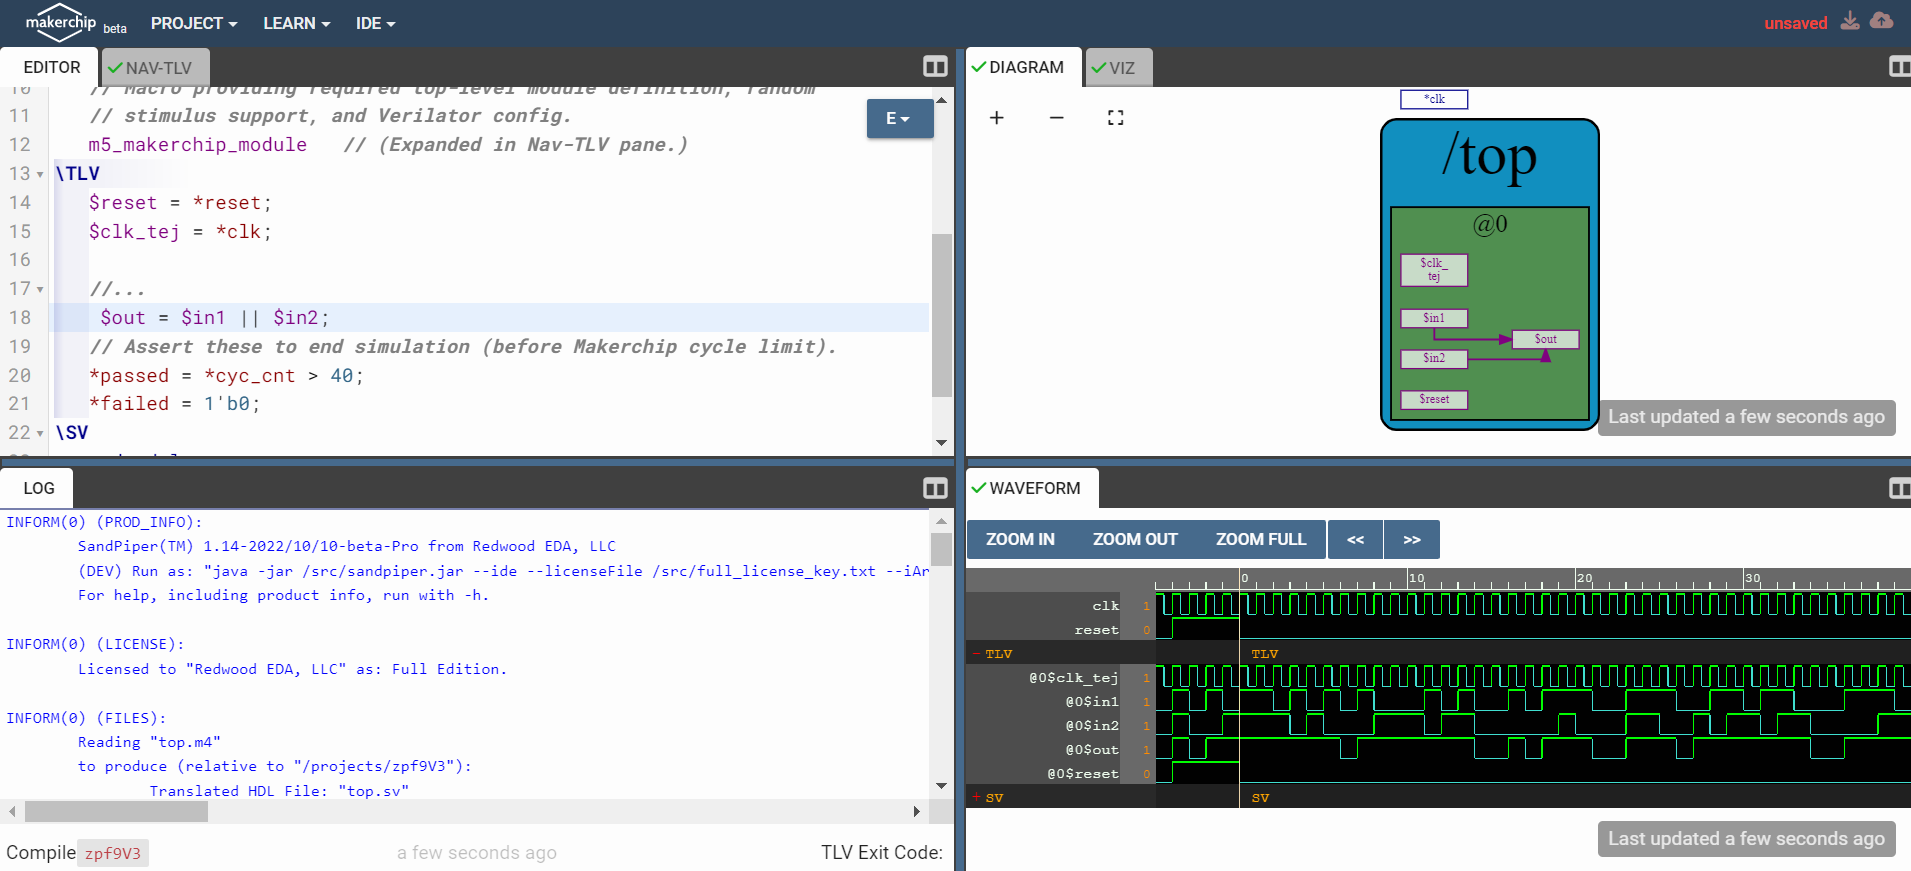 makerchip beta PROJECT LEARN IDE unsaved
EDITOR NAV-TLV
10 // Macro providing required top-level module definition, random
11 // stimulus support, and Verilator config.
12 m5_makerchip_module // (Expanded in Nav-TLV pane.)
13 \TLV
14 $reset = *reset;
15 $clk_tej = *clk;
16
17 //...
18 $out = $in1 || $in2;
19 // Assert these to end simulation (before Makerchip cycle limit).
20 *passed = *cyc_cnt > 40;
21 *failed = 1'b0;
22 \SV
E
DIAGRAM VIZ
*clk
/top
@0
$clk_
tej
$in1
$out
$in2
$reset
Last updated a few seconds ago
LOG
INFORM(0) (PROD_INFO):
SandPiper(TM) 1.14-2022/10/10-beta-Pro from Redwood EDA, LLC
(DEV) Run as: "java -jar /src/sandpiper.jar --ide --licenseFile /src/full_license_key.txt --iAr
For help, including product info, run with -h.
INFORM(0) (LICENSE):
Licensed to "Redwood EDA, LLC" as: Full Edition.
INFORM(0) (FILES):
Reading "top.m4"
to produce (relative to "/projects/zpf9V3"):
Translated HDL File: "top.sv"
Compile zpf9V3 a few seconds ago TLV Exit Code:
WAVEFORM
ZOOM IN ZOOM OUT ZOOM FULL << >>
0 10 20 30
clk 1
reset 0
- TLV TLV
@0$clk_tej 1
@0$in1 1
@0$in2 1
@0$out 1
@0$reset 0
+ SV SV
Last updated a few seconds ago